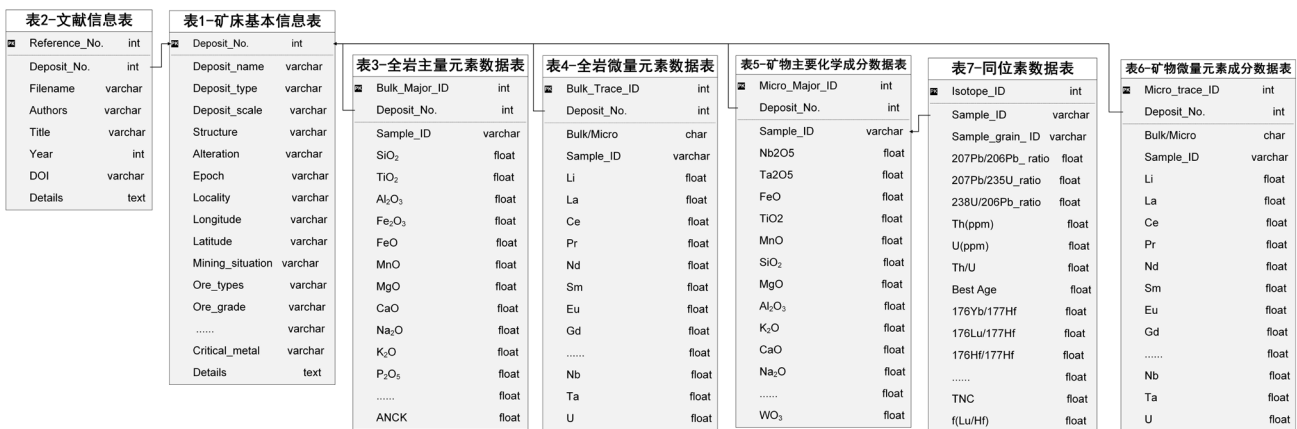 表2-文献信息表
PK Reference_No. int
Deposit_No. int
Filename varchar
Authors varchar
Title varchar
Year int
DOI varchar
Details text
表1-矿床基本信息表
PK Deposit_No. int
Deposit_name varchar
Deposit_type varchar
Deposit_scale varchar
Structure varchar
Alteration varchar
Epoch varchar
Locality varchar
Longitude varchar
Latitude varchar
Mining_situation varchar
Ore_types varchar
Ore_grade varchar
...... varchar
Critical_metal varchar
Details text
表3-全岩主量元素数据表
PK Bulk_Major_ID int
Deposit_No. int
Sample_ID varchar
SiO₂ float
TiO₂ float
Al₂O₃ float
Fe₂O₃ float
FeO float
MnO float
MgO float
CaO float
Na₂O float
K₂O float
P₂O₅ float
...... float
ANCK float
表4-全岩微量元素数据表
PK Bulk_Trace_ID int
Deposit_No. int
Bulk/Micro char
Sample_ID varchar
Li float
La float
Ce float
Pr float
Nd float
Sm float
Eu float
Gd float
...... float
Nb float
Ta float
U float
表5-矿物主要化学成分数据表
PK Micro_Major_ID int
Deposit_No. int
Sample_ID varchar
Nb2O5 float
Ta2O5 float
FeO float
TiO2 float
MnO float
SiO₂ float
MgO float
Al₂O₃ float
K₂O float
CaO float
Na₂O float
...... float
WO₃ float
表7-同位素数据表
PK Isotope_ID int
Sample_ID varchar
Sample_grain_ ID varchar
207Pb/206Pb_ ratio float
207Pb/235U_ratio float
238U/206Pb_ratio float
Th(ppm) float
U(ppm) float
Th/U float
Best Age float
176Yb/177Hf float
176Lu/177Hf float
176Hf/177Hf float
...... float
TNC float
f(Lu/Hf) float
表6-矿物微量元素成分数据表
PK Micro_trace_ID int
Deposit_No. int
Bulk/Micro char
Sample_ID varchar
Li float
La float
Ce float
Pr float
Nd float
Sm float
Eu float
Gd float
...... float
Nb float
Ta float
U float